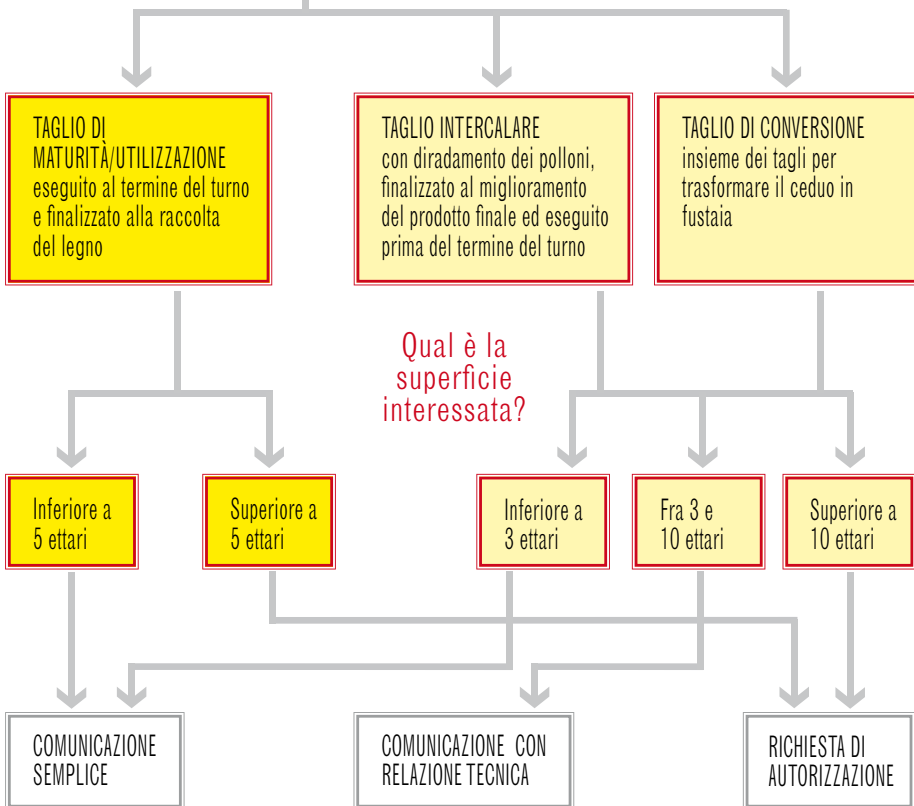 TAGLIO DI
MATURITÀ/UTILIZZAZIONE
eseguito al termine del turno
e finalizzato alla raccolta
del legno
TAGLIO INTERCALARE
con diradamento dei polloni,
finalizzato al miglioramento
del prodotto finale ed eseguito
prima del termine del turno
TAGLIO DI CONVERSIONE
insieme dei tagli per
trasformare il ceduo in
fustaia
Qual è la
superficie
interessata?
Inferiore a
5 ettari
Superiore a
5 ettari
Inferiore a
3 ettari
Fra 3 e
10 ettari
Superiore a
10 ettari
COMUNICAZIONE
SEMPLICE
COMUNICAZIONE CON
RELAZIONE TECNICA
RICHIESTA DI
AUTORIZZAZIONE